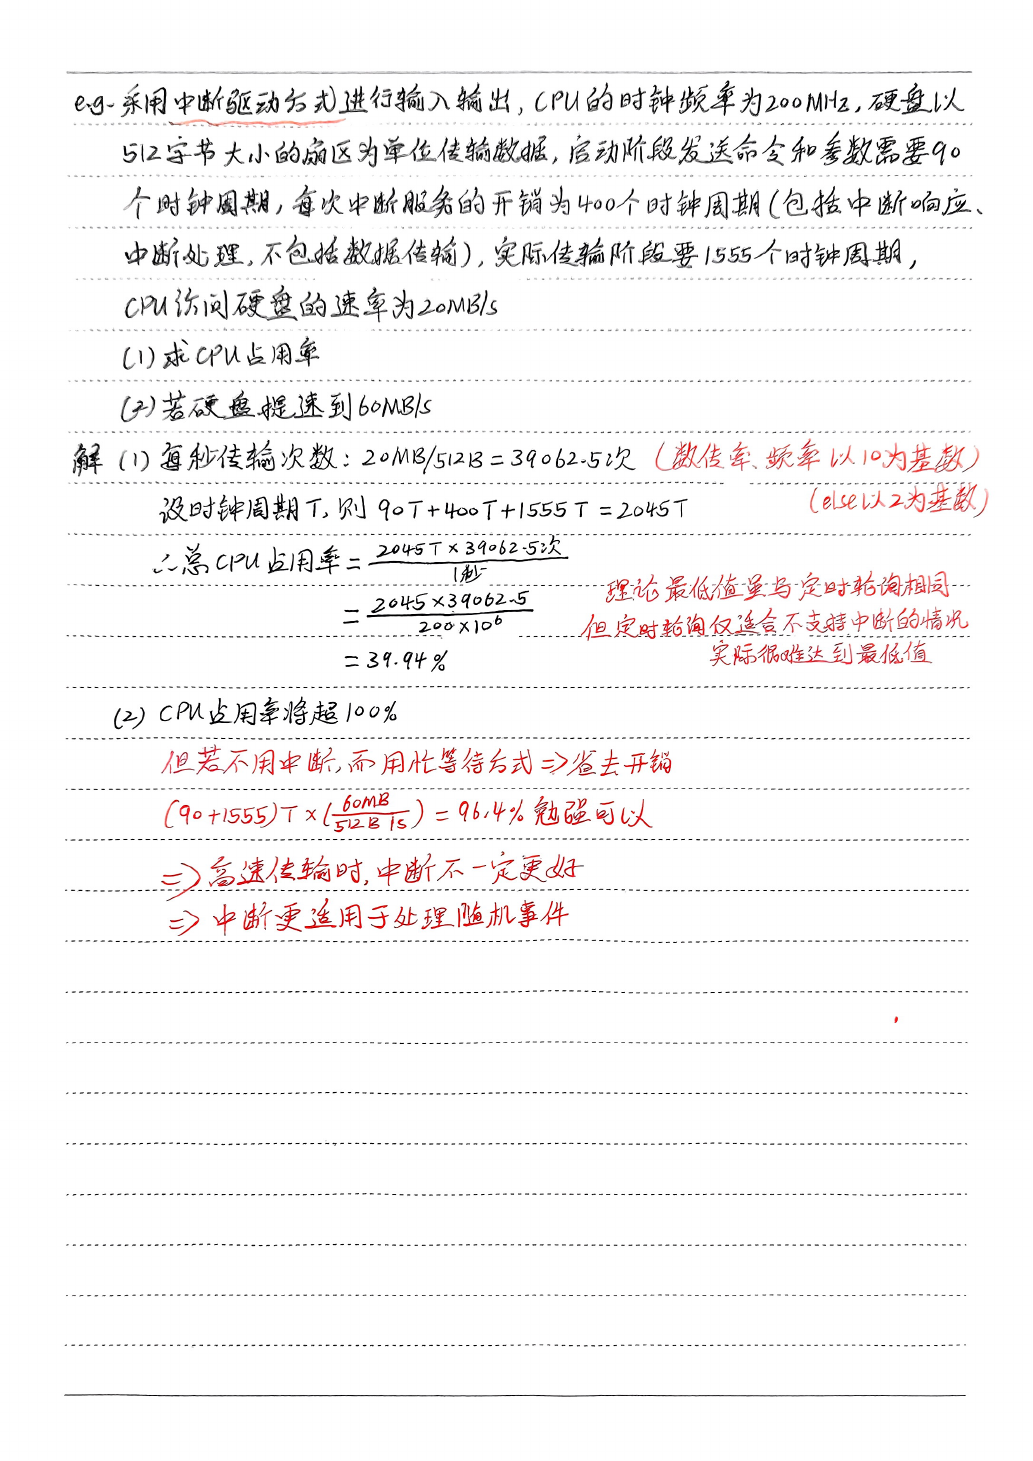 e.g. 采用中断驱动方式进行输入输出, CPU的时钟频率为200MHz, 硬盘以
512字节大小的扇区为单位传输数据, 启动阶段发送命令和参数需要90
个时钟周期, 每次中断服务的开销为400个时钟周期(包括中断响应、
中断处理, 不包括数据传输), 实际传输阶段要1555个时钟周期,
CPU访问硬盘的速率为20MB/s
(1) 求CPU占用率
(2) 若硬盘提速到60MB/s
解 (1) 每秒传输次数: 20MB/512B = 39062.5次 (数传率、频率以10为基数)
(else以2为基数)
设时钟周期T, 则 90T+400T+1555T = 2045T
∴总CPU占用率 = 2045T×39062.5次 / 1秒
= 2045×39062.5 / 200×10⁶
= 39.94%
理论最低值虽与定时轮询相同
但定时轮询仅适合不支持中断的情况
实际很难达到最低值
(2) CPU占用率将超100%
但若不用中断, 而用忙等待方式 ⇒ 省去开销
(90+1555)T × (60MB / 512B 1s) = 96.4% 勉强可以
⇒ 高速传输时, 中断不一定更好
⇒ 中断更适用于处理随机事件